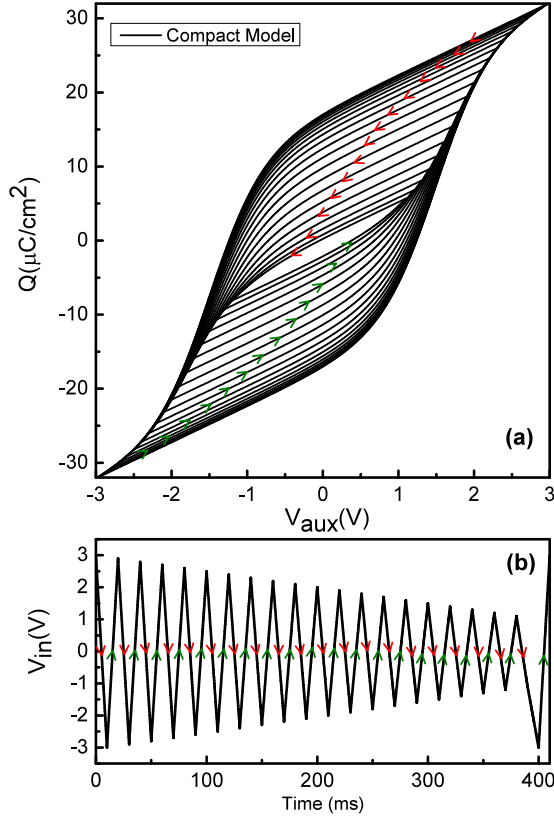 Compact Model
Q(μC/cm²)
30
20
10
0
-10
-20
-30
(a)
-3 -2 -1 0 1 2 3
Vaux(V)
(b)
Vin(V)
3
2
1
0
-1
-2
-3
0 100 200 300 400
Time (ms)